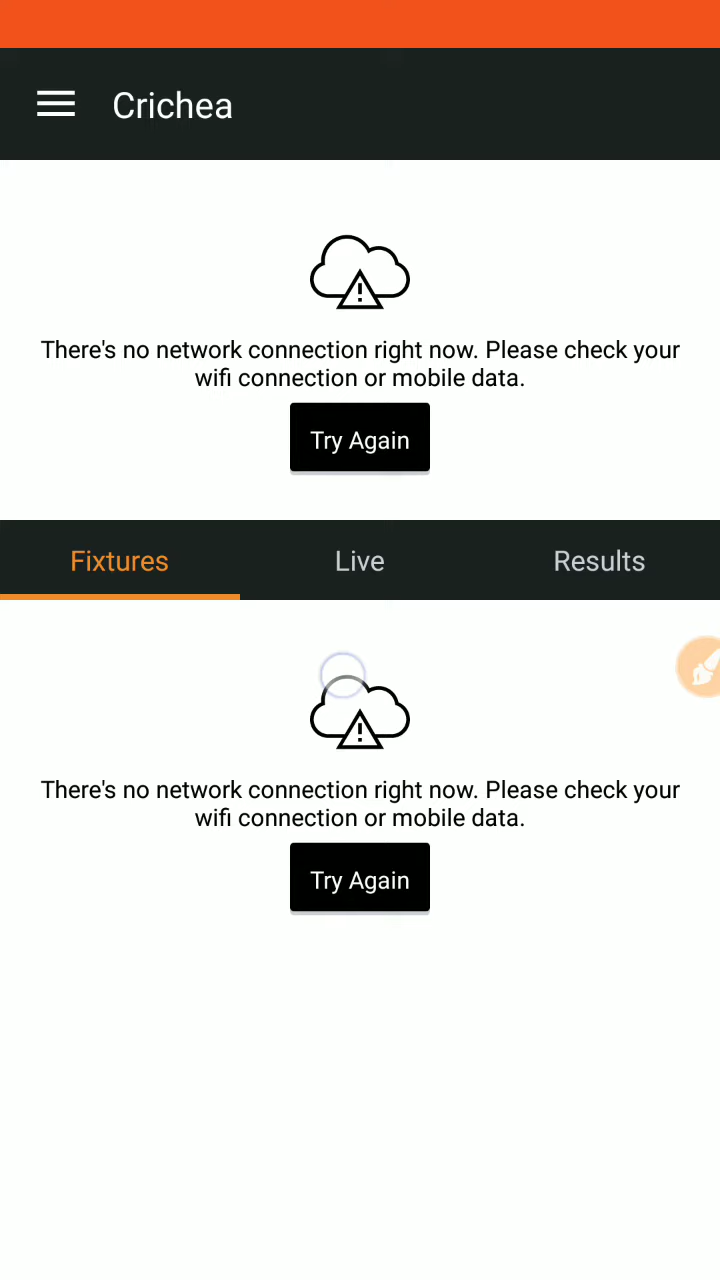 Crichea
There's no network connection right now. Please check your
wifi connection or mobile data.
Try Again
Fixtures
Live
Results
There's no network connection right now. Please check your
wifi connection or mobile data.
Try Again